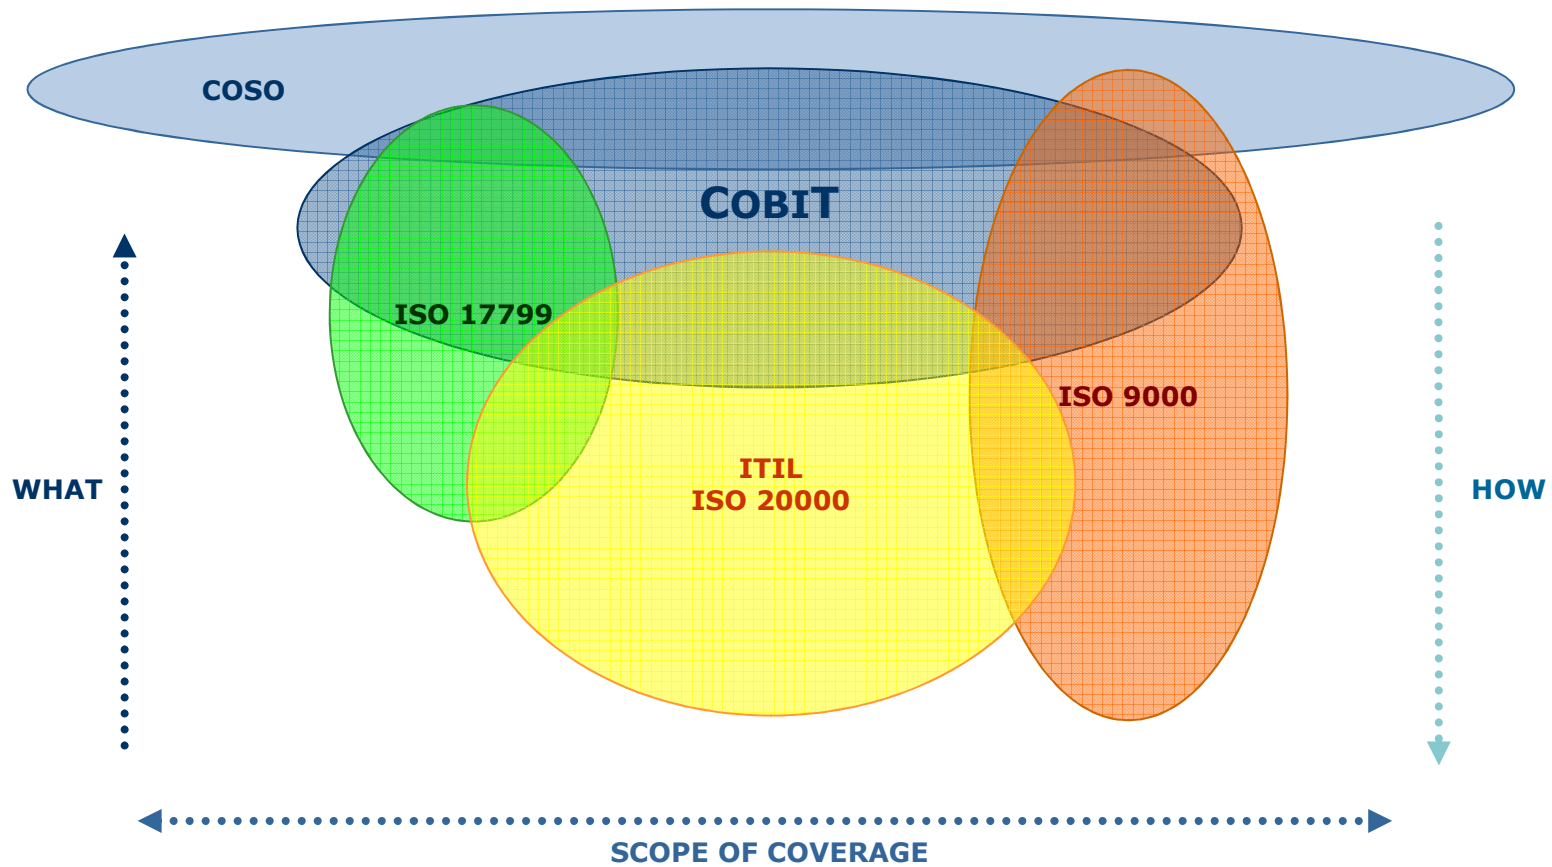 COSO
COBIT
ISO 17799
ISO 9000
ITIL
ISO 20000
WHAT
HOW
SCOPE OF COVERAGE